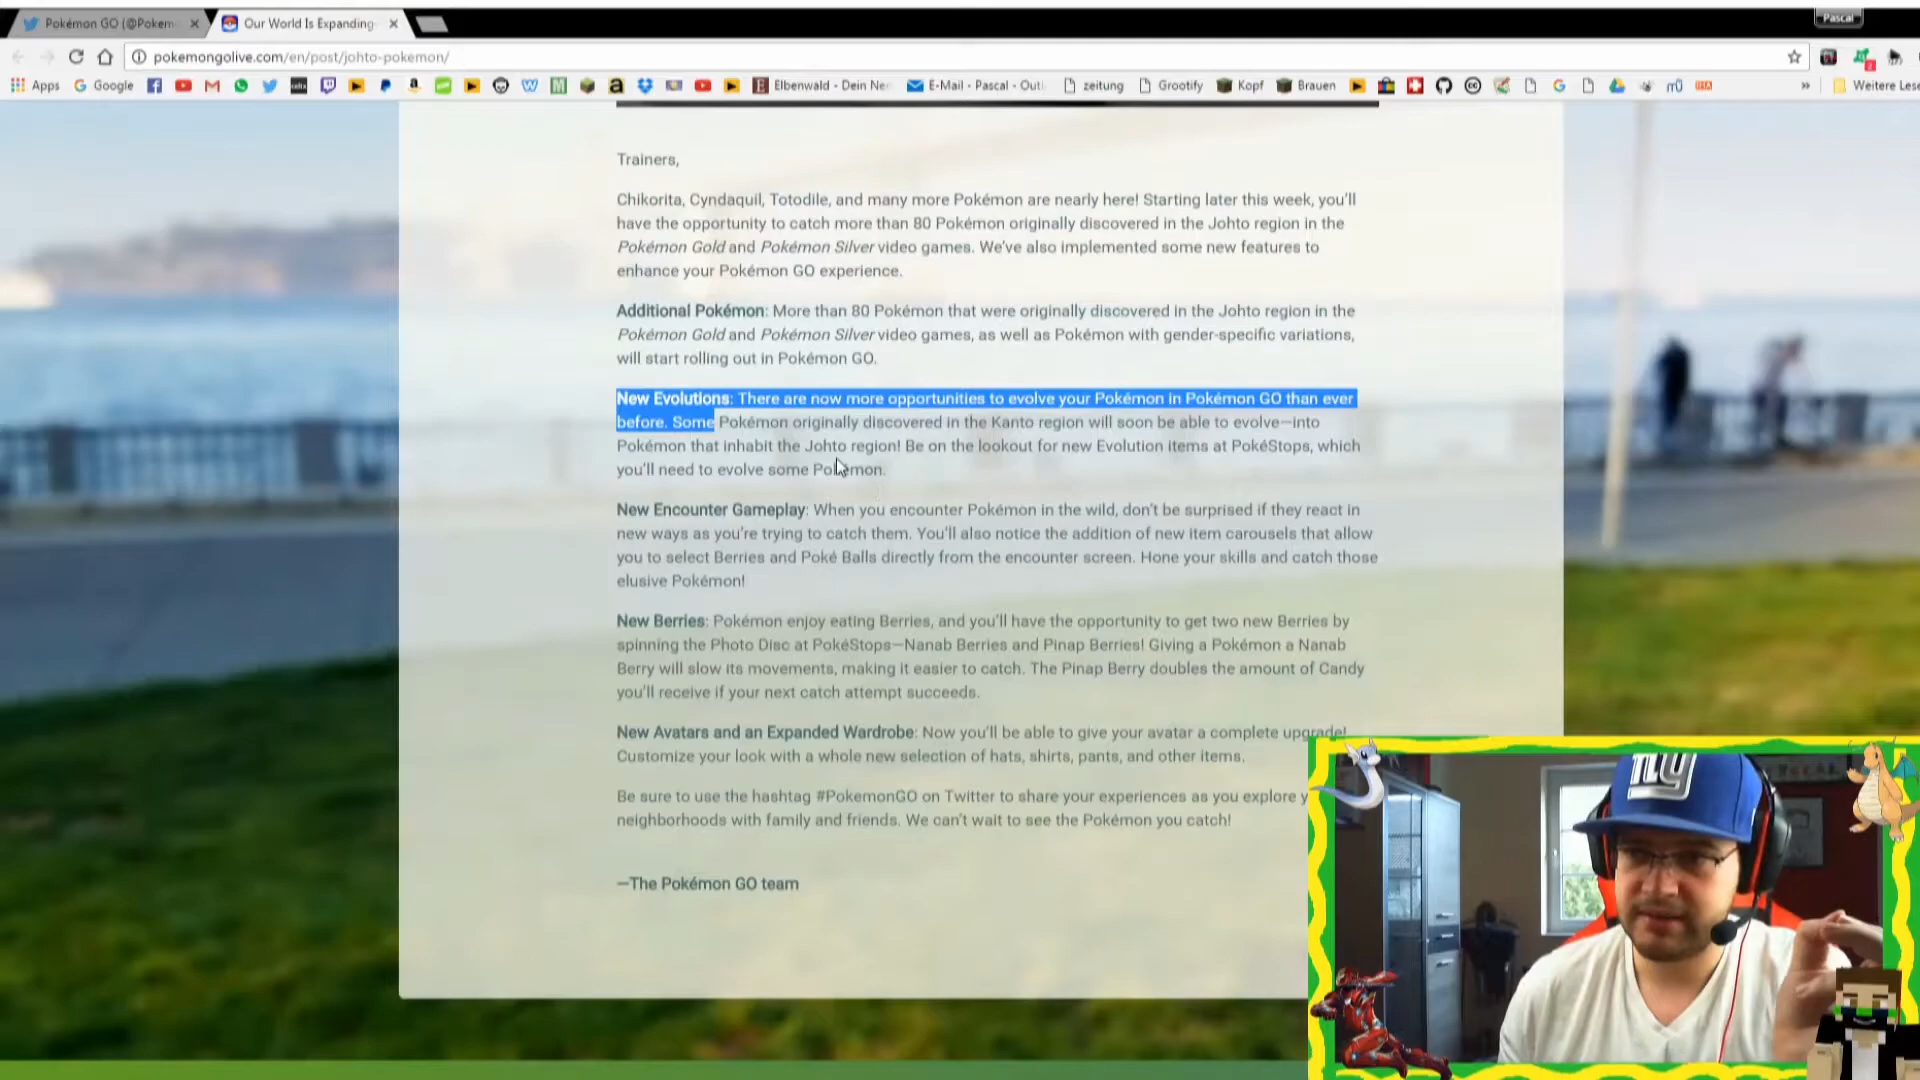 Pokémon GO (@Pokem
Our World Is Expanding
Pascal
pokemongolive.com/en/post/johto-pokemon/
Apps Google Elbenwald - Dein Ne E-Mail - Pascal - Outl zeitung Grootify Kopf Brauen » Weitere Lese
Trainers,
Chikorita, Cyndaquil, Totodile, and many more Pokémon are nearly here! Starting later this week, you'll
have the opportunity to catch more than 80 Pokémon originally discovered in the Johto region in the
Pokémon Gold and Pokémon Silver video games. We've also implemented some new features to
enhance your Pokémon GO experience.
Additional Pokémon: More than 80 Pokémon that were originally discovered in the Johto region in the
Pokémon Gold and Pokémon Silver video games, as well as Pokémon with gender-specific variations,
will start rolling out in Pokémon GO.
New Evolutions: There are now more opportunities to evolve your Pokémon in Pokémon GO than ever
before. Some Pokémon originally discovered in the Kanto region will soon be able to evolve—into
Pokémon that inhabit the Johto region! Be on the lookout for new Evolution items at PokéStops, which
you'll need to evolve some Pokémon.
New Encounter Gameplay: When you encounter Pokémon in the wild, don't be surprised if they react in
new ways as you're trying to catch them. You'll also notice the addition of new item carousels that allow
you to select Berries and Poké Balls directly from the encounter screen. Hone your skills and catch those
elusive Pokémon!
New Berries: Pokémon enjoy eating Berries, and you'll have the opportunity to get two new Berries by
spinning the Photo Disc at PokéStops—Nanab Berries and Pinap Berries! Giving a Pokémon a Nanab
Berry will slow its movements, making it easier to catch. The Pinap Berry doubles the amount of Candy
you'll receive if your next catch attempt succeeds.
New Avatars and an Expanded Wardrobe: Now you'll be able to give your avatar a complete upgrade!
Customize your look with a whole new selection of hats, shirts, pants, and other items.
Be sure to use the hashtag #PokemonGO on Twitter to share your experiences as you explore y
neighborhoods with family and friends. We can't wait to see the Pokémon you catch!
—The Pokémon GO team
ny